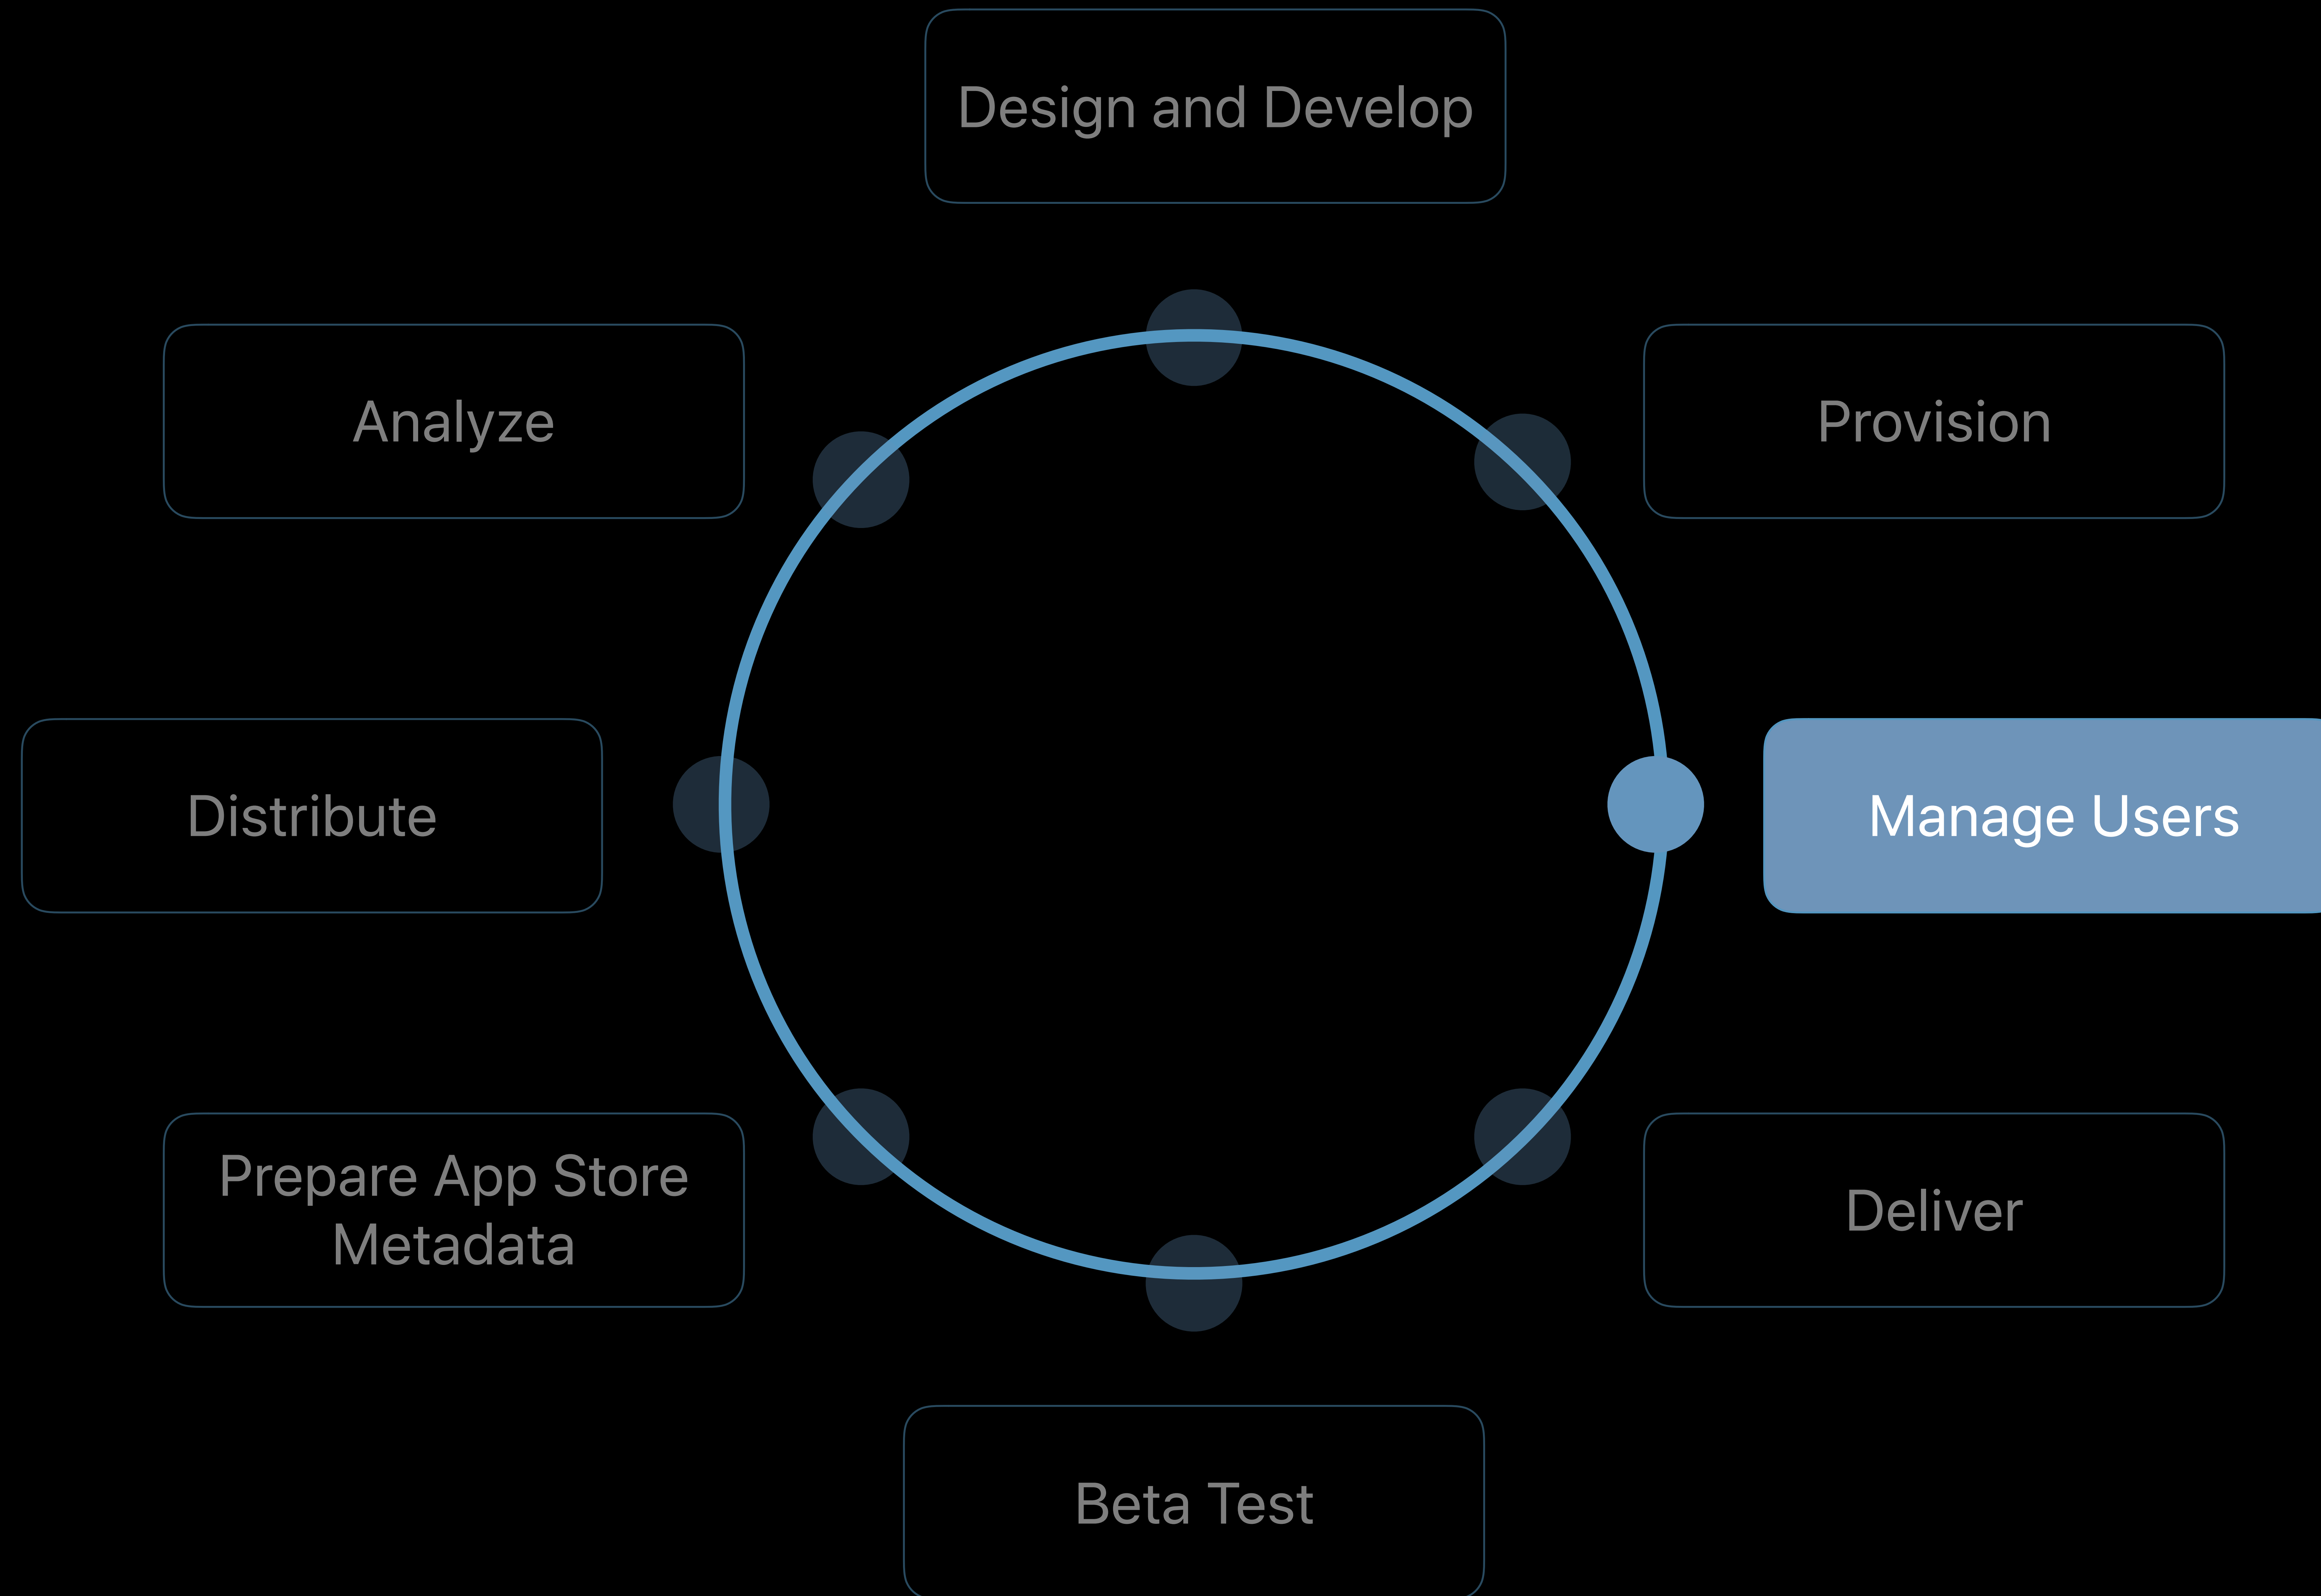 Design and Develop
Analyze
Provision
Distribute
Manage Users
Prepare App Store
Metadata
Deliver
Beta Test